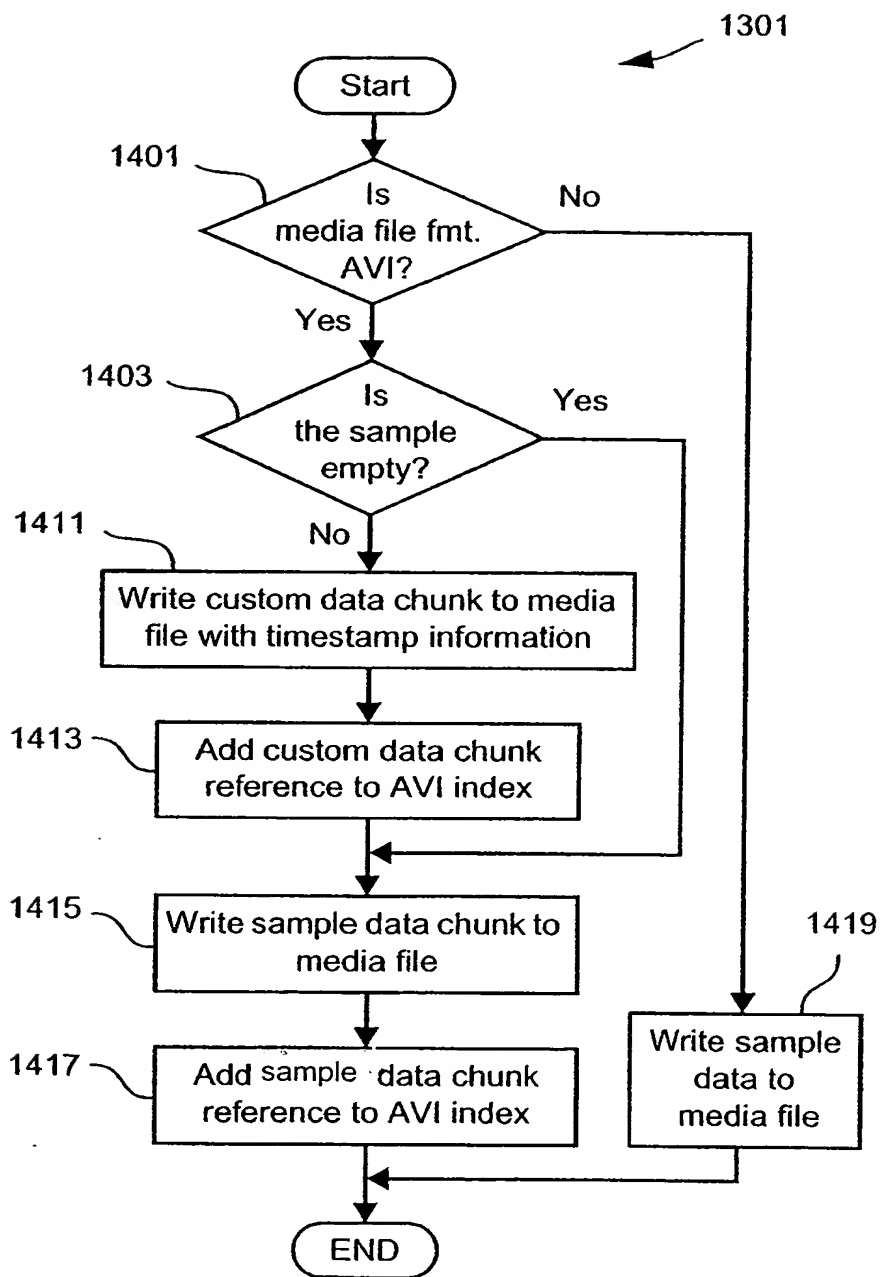 1301
Start
1401
Is
media file fmt.
AVI?
No
Yes
1403
Is
the sample
empty?
Yes
No
1411
Write custom data chunk to media
file with timestamp information
1413
Add custom data chunk
reference to AVI index
1415
Write sample data chunk to
media file
1419
Write sample
data to
media file
1417
Add sample data chunk
reference to AVI index
END